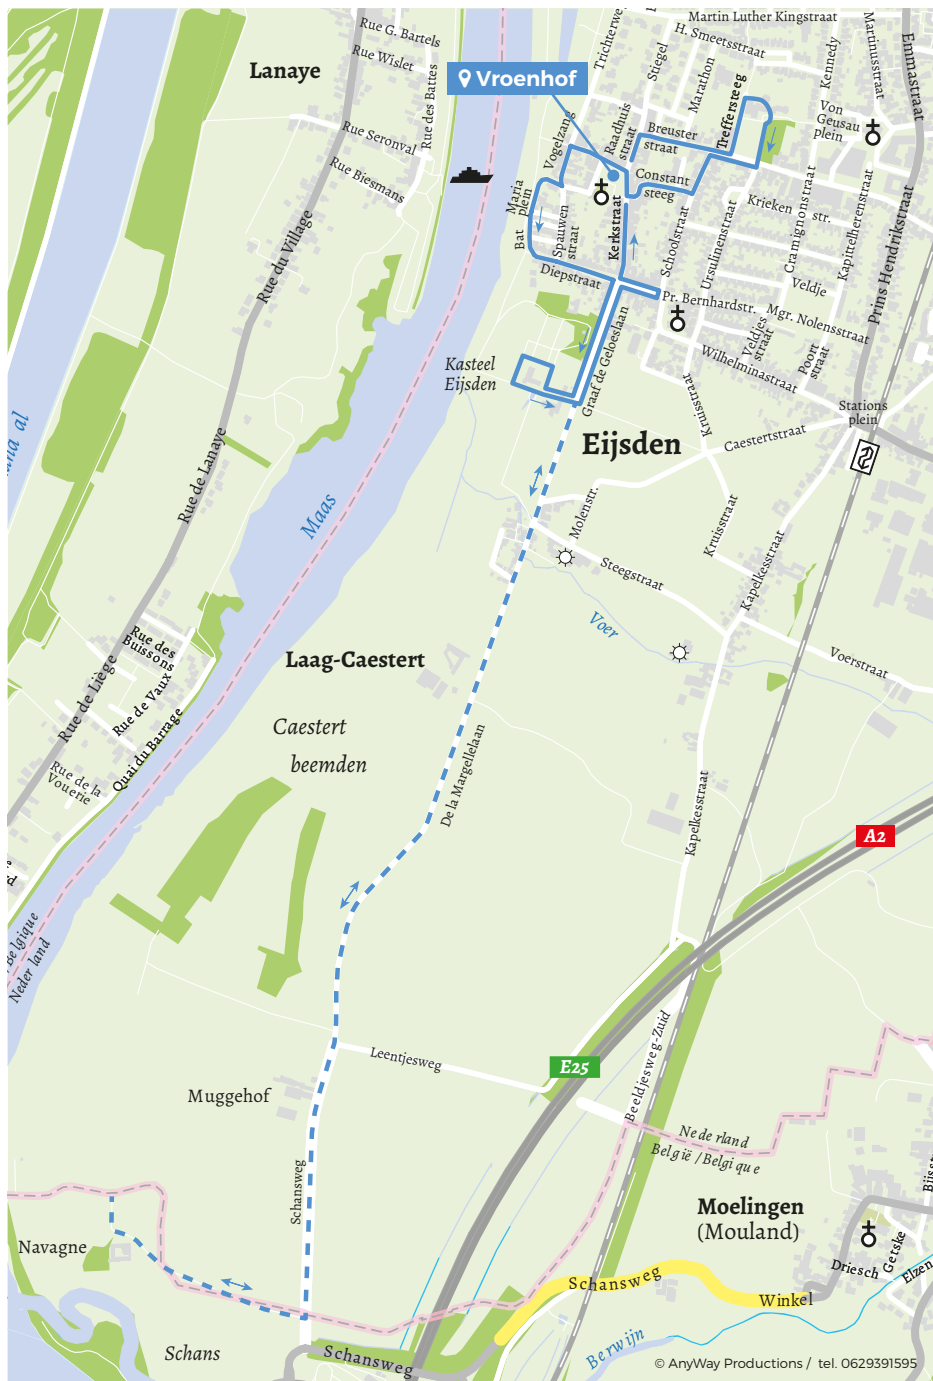 Rue G. Bartels
Rue Wislet
Lanaye
Rue des Battes
Rue Seronval
Rue Biesmans
Rue du Village
Vroenhof
Trichterwe
Martin Luther Kingstraat
H. Smeetsstraat
Stiegel
Marathon
Kennedy
Martinusstraat
Emmastraat
Treffersteeg
Von
Geusau
plein
Raadhuis
straat
Breuster
straat
Vogelzang
Constant
steeg
Maria
plein
Bat
Spauwen
straat
Kerkstraat
Schoolstraat
Ursulinenstraat
Krieken str.
Cramignonstraat
Kapittelherenstraat
Prins Hendrikstraat
Diepstraat
Pr. Bernhardstr.
Veldje
Mgr. Nolensstraat
Veldjes
straat
Poort
straat
Wilhelminastraat
Graaf de Geloeslaan
Kasteel
Eijsden
Kruisstraat
Stations
plein
Caestertstraat
Eijsden
Rue de Lanaye
Maas
Molenstr.
Kruisstraat
Kapelkesstraat
Steegstraat
Voer
Voerstraat
Rue des
Buissons
Rue de Liège
Rue de Vaux
Quai du Barrage
Rue de la
Vouerie
Laag-Caestert
Caestert
beemden
De la Margellelaan
Kapelkesstraat
A2
Belgique
Nederland
Leentjesweg
E25
Beeldjesweg-Zuid
Muggehof
Nederland
België / Belgique
Schansweg
Moelingen
(Mouland)
Navagne
Driesch
Getske
Elzen
Schansweg
Winkel
Berwijn
Schans
Schansweg
© AnyWay Productions / tel. 0629391595